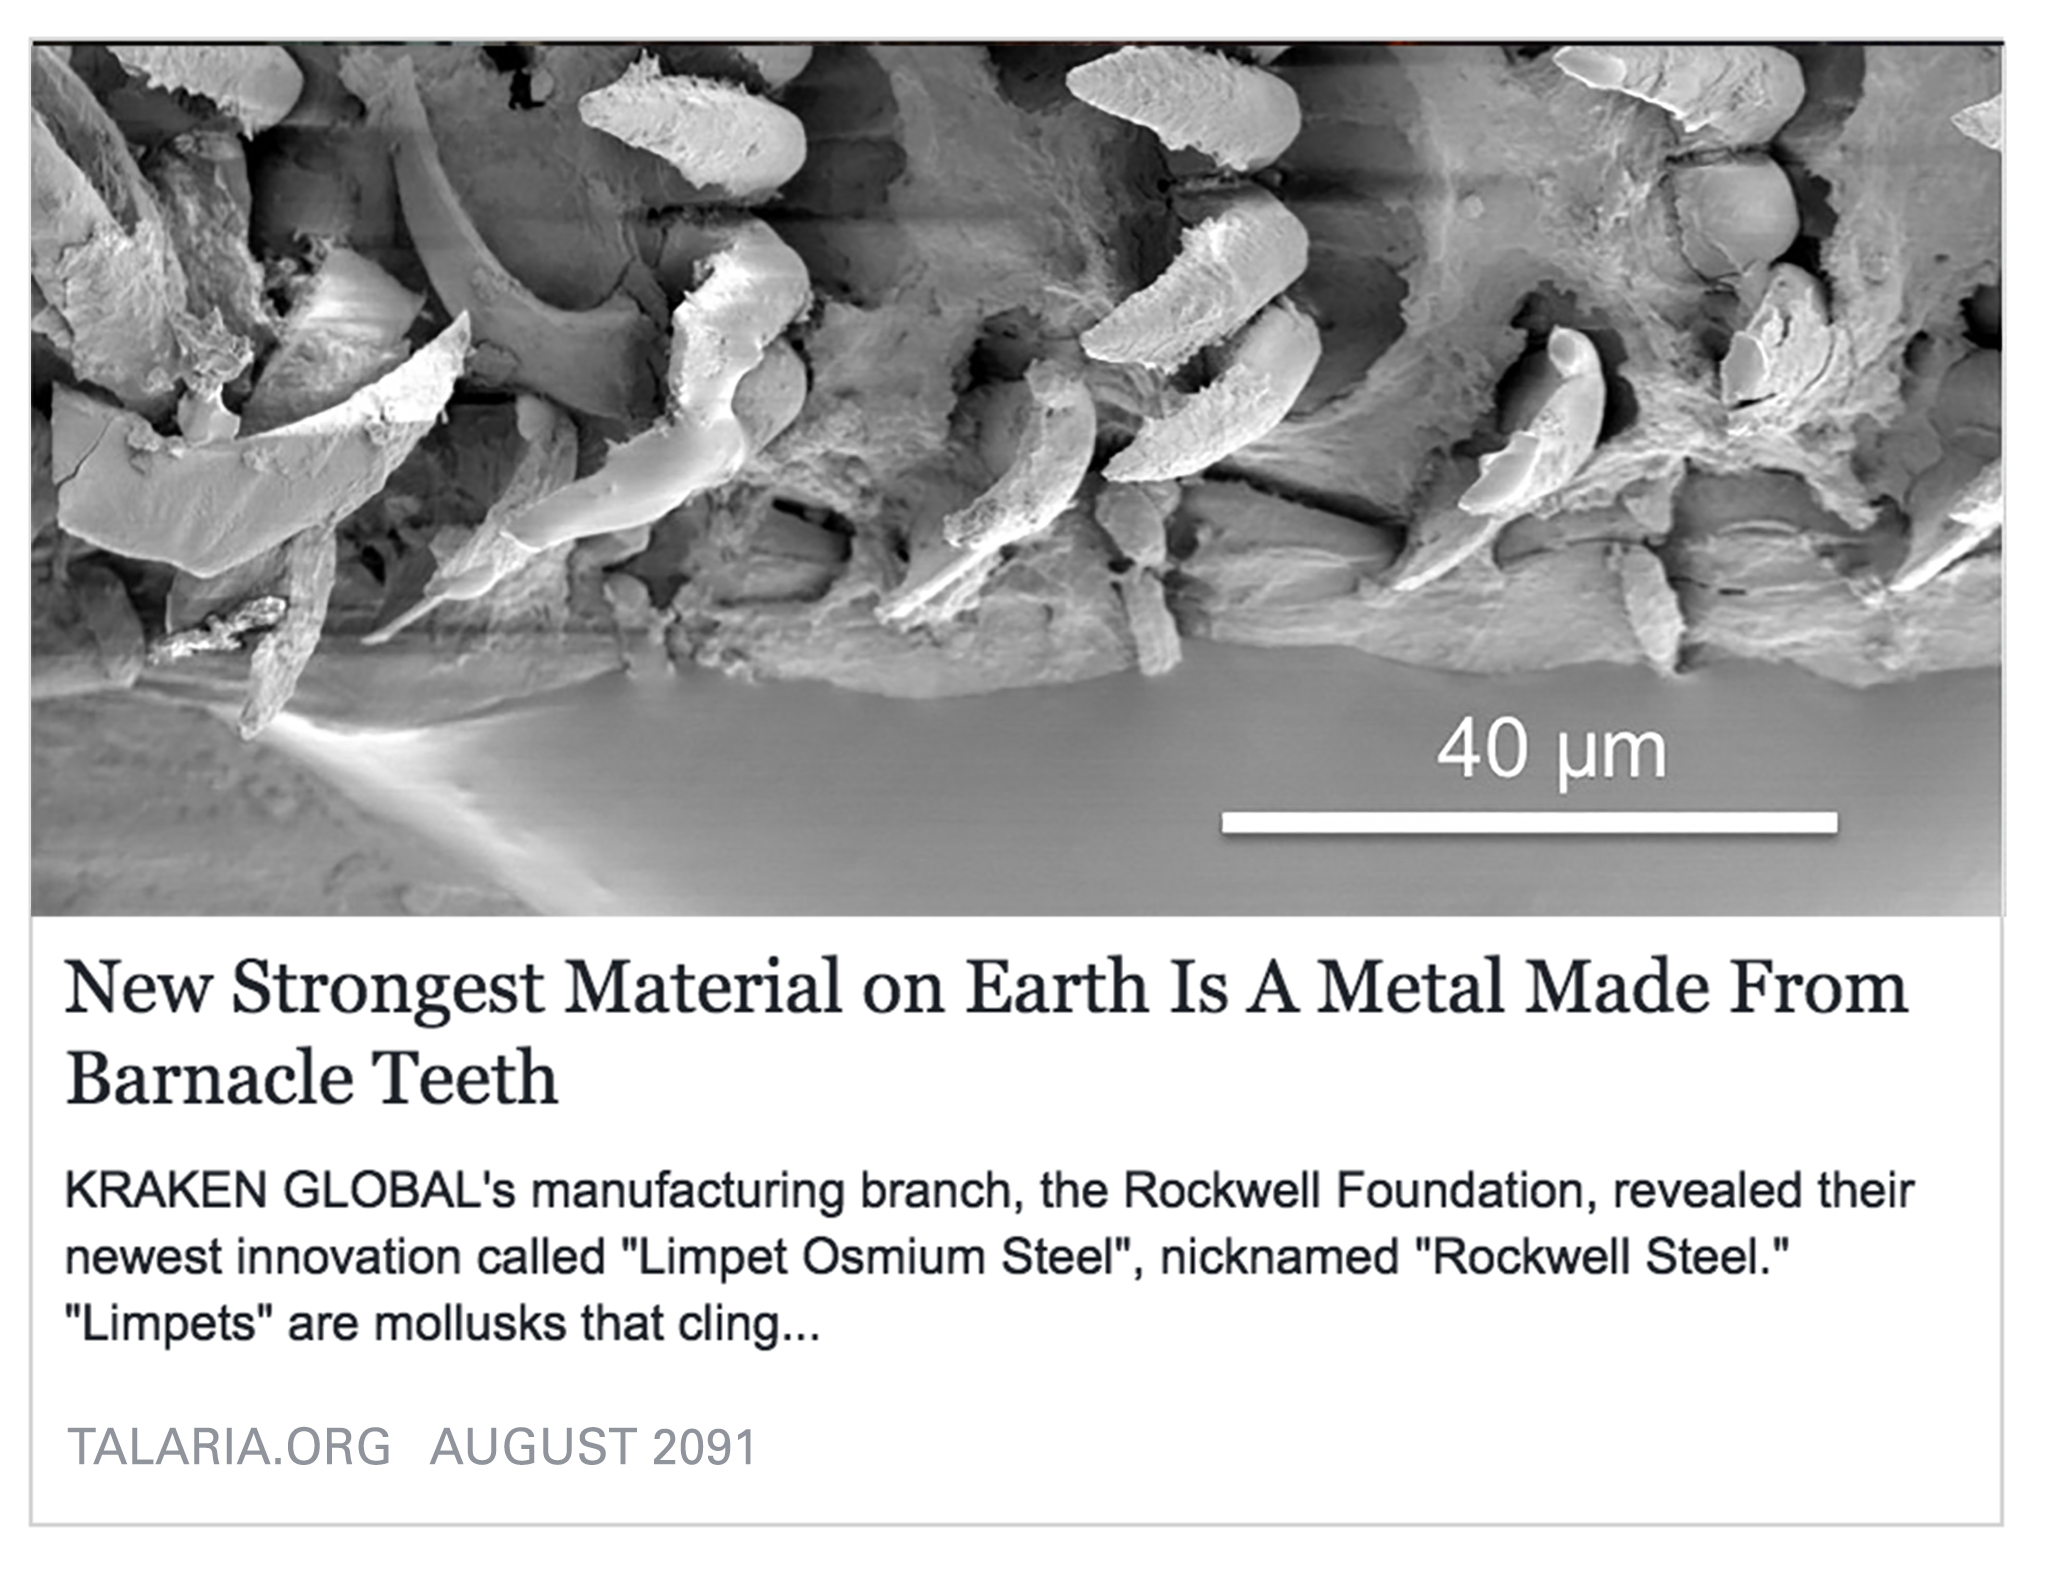 40 µm
New Strongest Material on Earth Is A Metal Made From
Barnacle Teeth
KRAKEN GLOBAL's manufacturing branch, the Rockwell Foundation, revealed their
newest innovation called "Limpet Osmium Steel", nicknamed "Rockwell Steel."
"Limpets" are mollusks that cling...
TALARIA.ORG AUGUST 2091